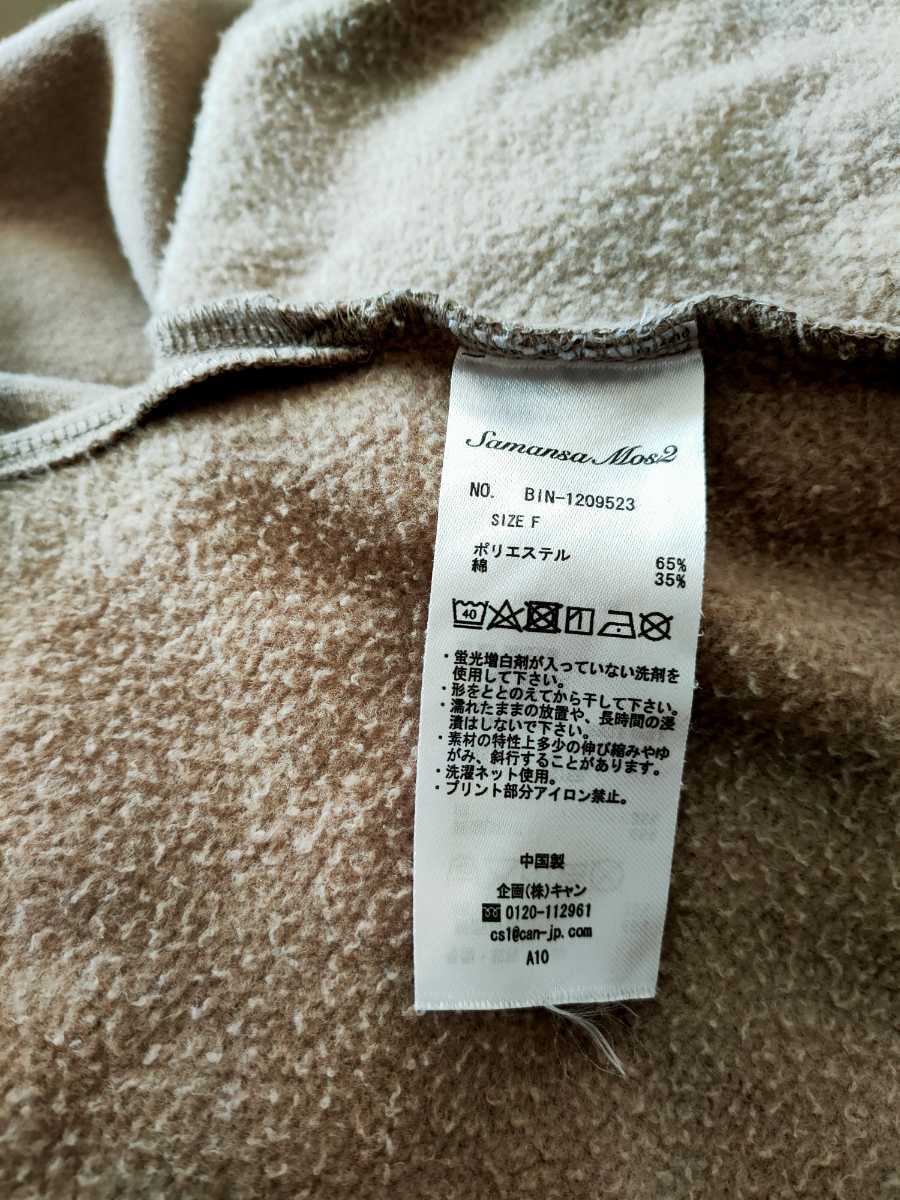 Samansa Mos2
NO. BIN-1209523
SIZE F
ポリエステル 65%
綿 35%
40
・蛍光増白剤が入っていない洗剤を
使用して下さい。
・形をととのえてから干して下さい。
・濡れたままの放置や、長時間の浸
漬はしないで下さい。
・素材の特性上多少の伸び縮みやゆ
がみ、斜行することがあります。
・洗濯ネット使用。
・プリント部分アイロン禁止。
中国製
企画(株)キャン
0120-112961
cs1@can-jp.com
A10